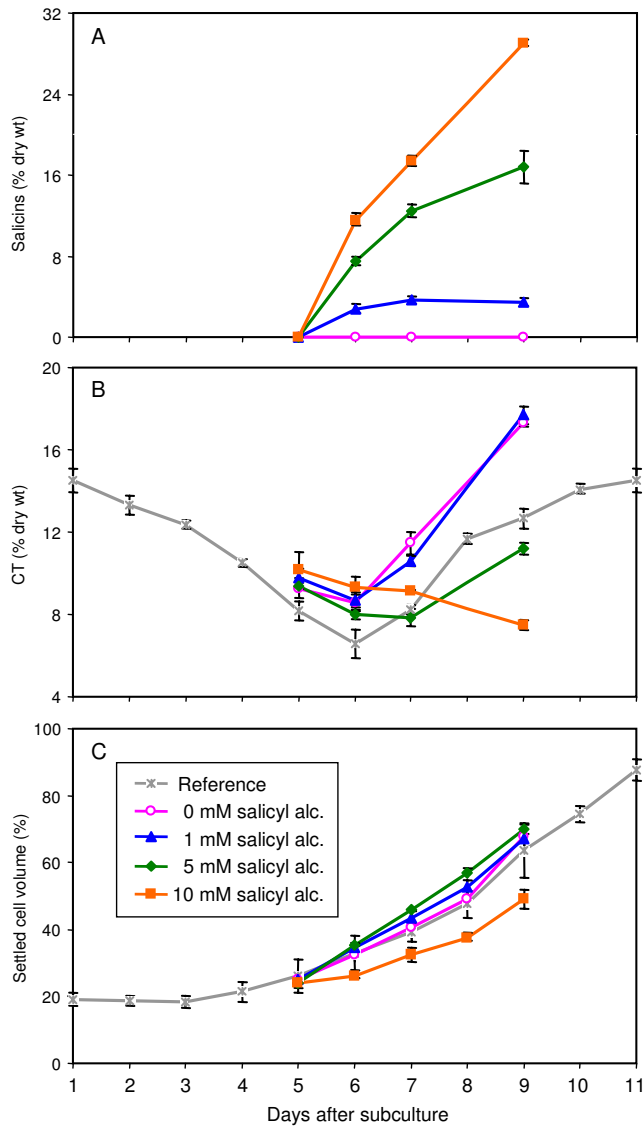 A
Salicins (% dry wt)
32
24
16
8
0
B
CT (% dry wt)
20
16
12
8
4
C
Settled cell volume (%)
100
80
60
40
20
0
Reference
0 mM salicyl alc.
1 mM salicyl alc.
5 mM salicyl alc.
10 mM salicyl alc.
1 2 3 4 5 6 7 8 9 10 11
Days after subculture